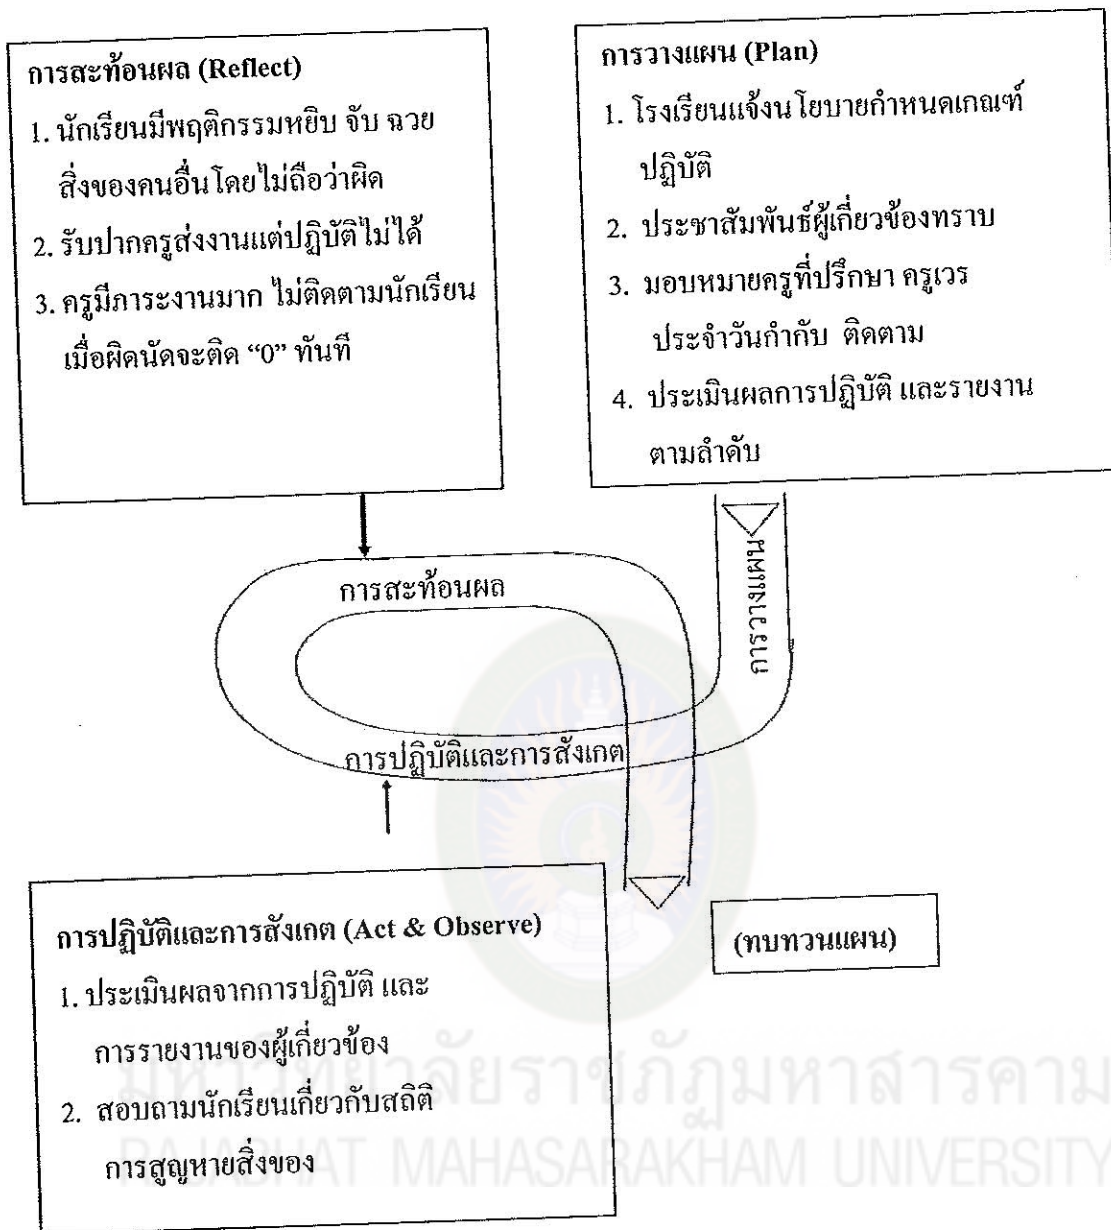 การสะท้อนผล (Reflect)
1. นักเรียนมีพฤติกรรมหยิบ จับ ฉวย
สิ่งของคนอื่นโดยไม่ถือว่าผิด
2. รับปากครูส่งงานแต่ปฏิบัติไม่ได้
3. ครูมีภาระงานมาก ไม่ติดตามนักเรียน
เมื่อผิดนัดจะติด “0” ทันที
การวางแผน (Plan)
1. โรงเรียนแจ้งนโยบายกำหนดเกณฑ์
ปฏิบัติ
2. ประชาสัมพันธ์ผู้เกี่ยวข้องทราบ
3. มอบหมายครูที่ปรึกษา ครูเวร
ประจำวันกำกับ ติดตาม
4. ประเมินผลการปฏิบัติ และรายงาน
ตามลำดับ
การสะท้อนผล
การวางแผน
การปฏิบัติและการสังเกต
การปฏิบัติและการสังเกต (Act & Observe)
1. ประเมินผลจากการปฏิบัติ และ
การรายงานของผู้เกี่ยวข้อง
2. สอบถามนักเรียนเกี่ยวกับสถิติ
การสูญหายสิ่งของ
(ทบทวนแผน)
มหาวิทยาลัยราชภัฏมหาสารคาม
RAJABHAT MAHASARAKHAM UNIVERSITY